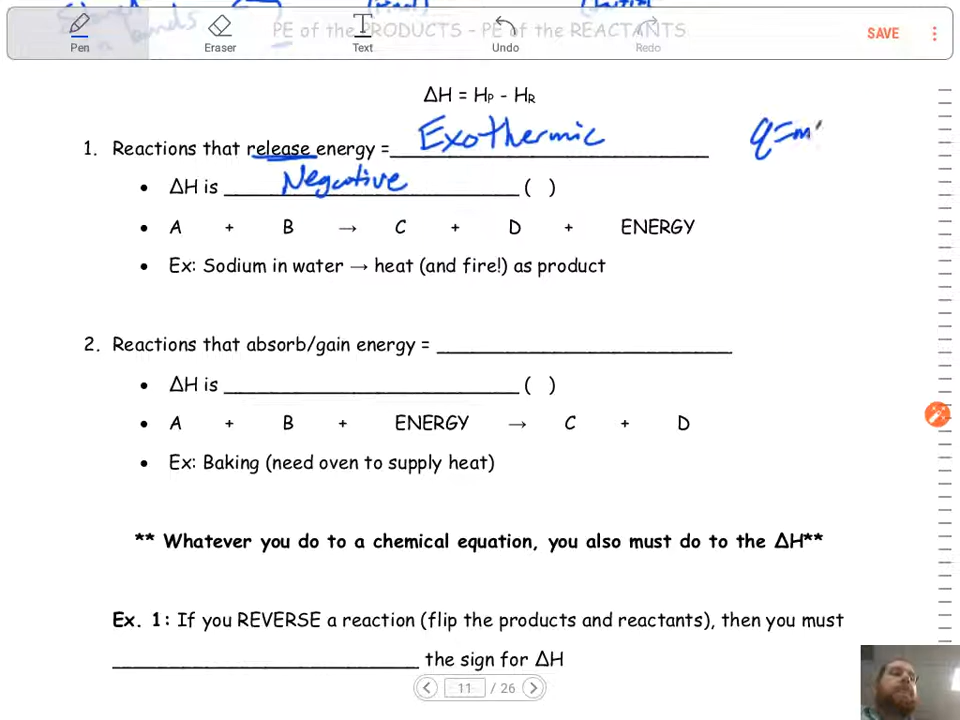 Pen Eraser Text Undo Redo SAVE
PE of the PRODUCTS - PE of the REACTANTS
ΔH = HP - HR
1. Reactions that release energy = Exothermic q=m
• ΔH is Negative ( )
• A + B → C + D + ENERGY
• Ex: Sodium in water → heat (and fire!) as product
2. Reactions that absorb/gain energy = ____
• ΔH is ____ ( )
• A + B + ENERGY → C + D
• Ex: Baking (need oven to supply heat)
** Whatever you do to a chemical equation, you also must do to the ΔH**
Ex. 1: If you REVERSE a reaction (flip the products and reactants), then you must
____ the sign for ΔH
11 / 26